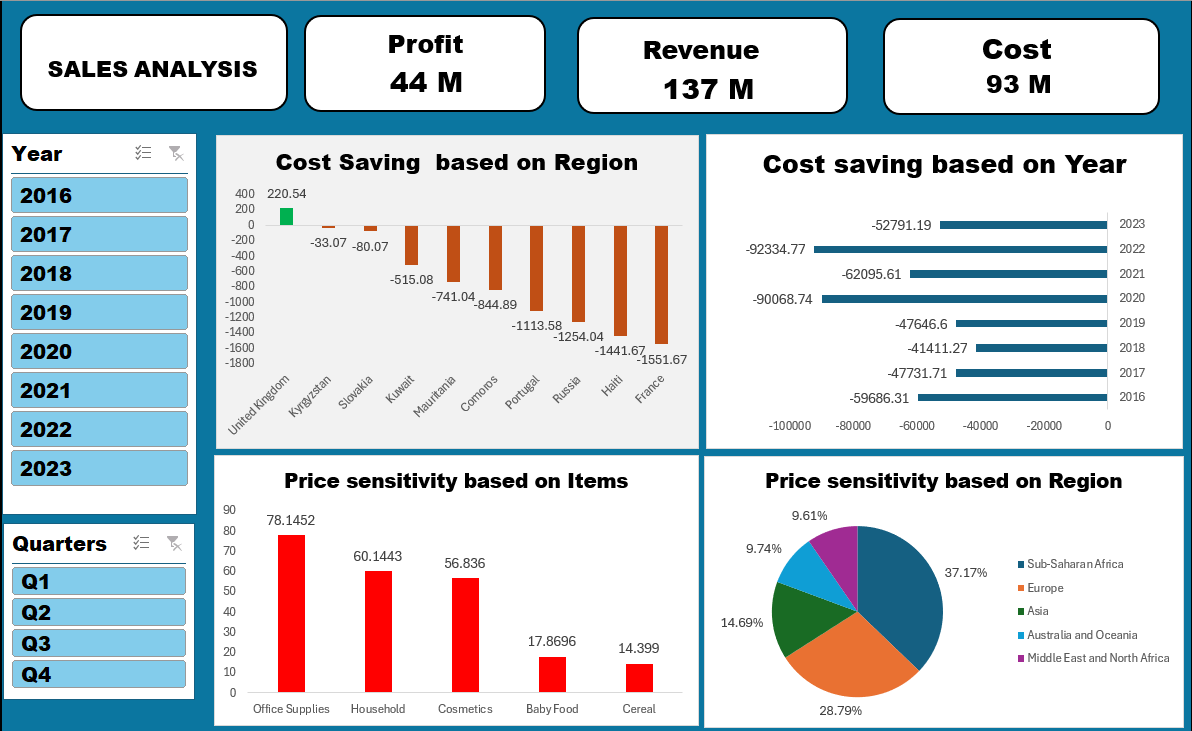 SALES ANALYSIS
Profit
44 M
Revenue
137 M
Cost
93 M
Year
2016
2017
2018
2019
2020
2021
2022
2023
Quarters
Q1
Q2
Q3
Q4
Cost Saving based on Region
400
200
0
-200
-400
-600
-800
-1000
-1200
-1400
-1600
-1800
220.54
-33.07
-80.07
-515.08
-741.04
-844.89
-1113.58
-1254.04
-1441.67
-1551.67
United Kingdom
Kyrgyzstan
Slovakia
Kuwait
Mauritania
Comoros
Portugal
Russia
Haiti
France
Cost saving based on Year
-52791.19 2023
-92334.77 2022
-62095.61 2021
-90068.74 2020
-47646.6 2019
-41411.27 2018
-47731.71 2017
-59686.31 2016
-100000 -80000 -60000 -40000 -20000 0
Price sensitivity based on Items
90
80
70
60
50
40
30
20
10
0
78.1452
60.1443
56.836
17.8696
14.399
Office Supplies Household Cosmetics Baby Food Cereal
Price sensitivity based on Region
9.61%
9.74%
37.17%
14.69%
28.79%
Sub-Saharan Africa
Europe
Asia
Australia and Oceania
Middle East and North Africa